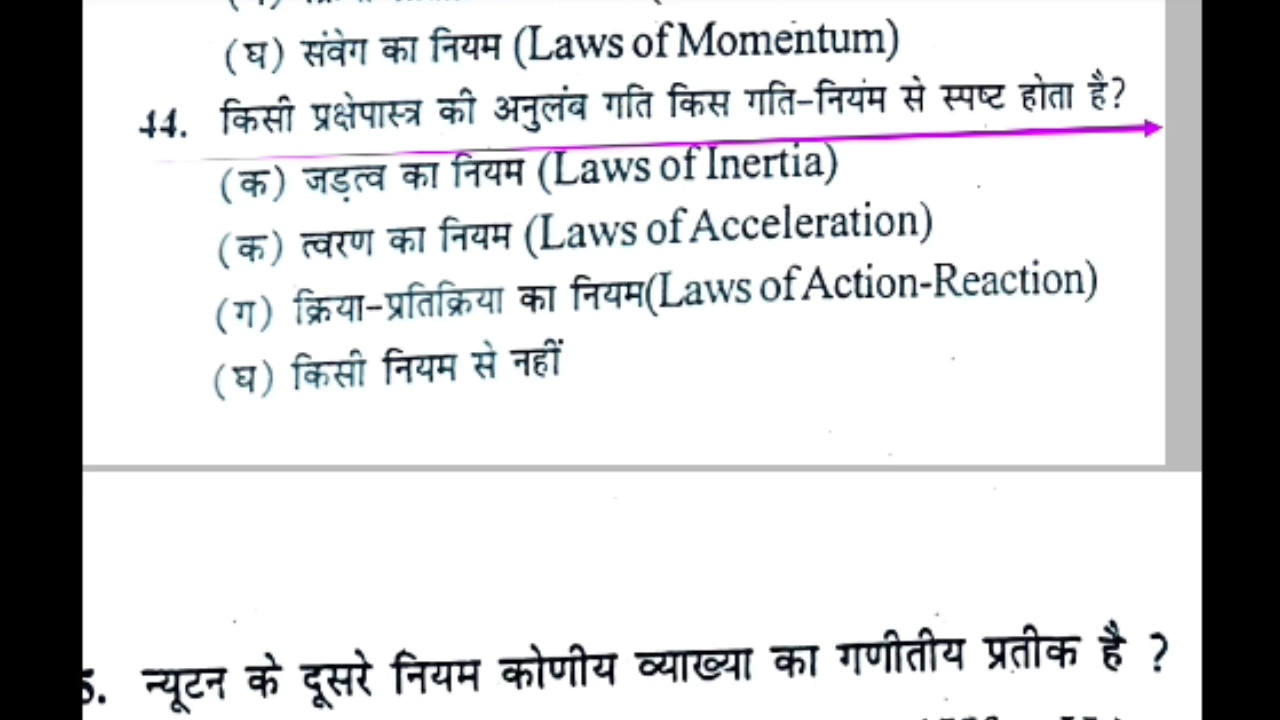 (घ) संवेग का नियम (Laws of Momentum)
44. किसी प्रक्षेपास्त्र की अनुलंब गति किस गति-नियंम से स्पष्ट होता है?
(क) जड़त्व का नियम (Laws of Inertia)
(क) त्वरण का नियम (Laws of Acceleration)
(ग) क्रिया-प्रतिक्रिया का नियम(Laws of Action-Reaction)
(घ) किसी नियम से नहीं
5. न्यूटन के दूसरे नियम कोणीय व्याख्या का गणीतीय प्रतीक है ?